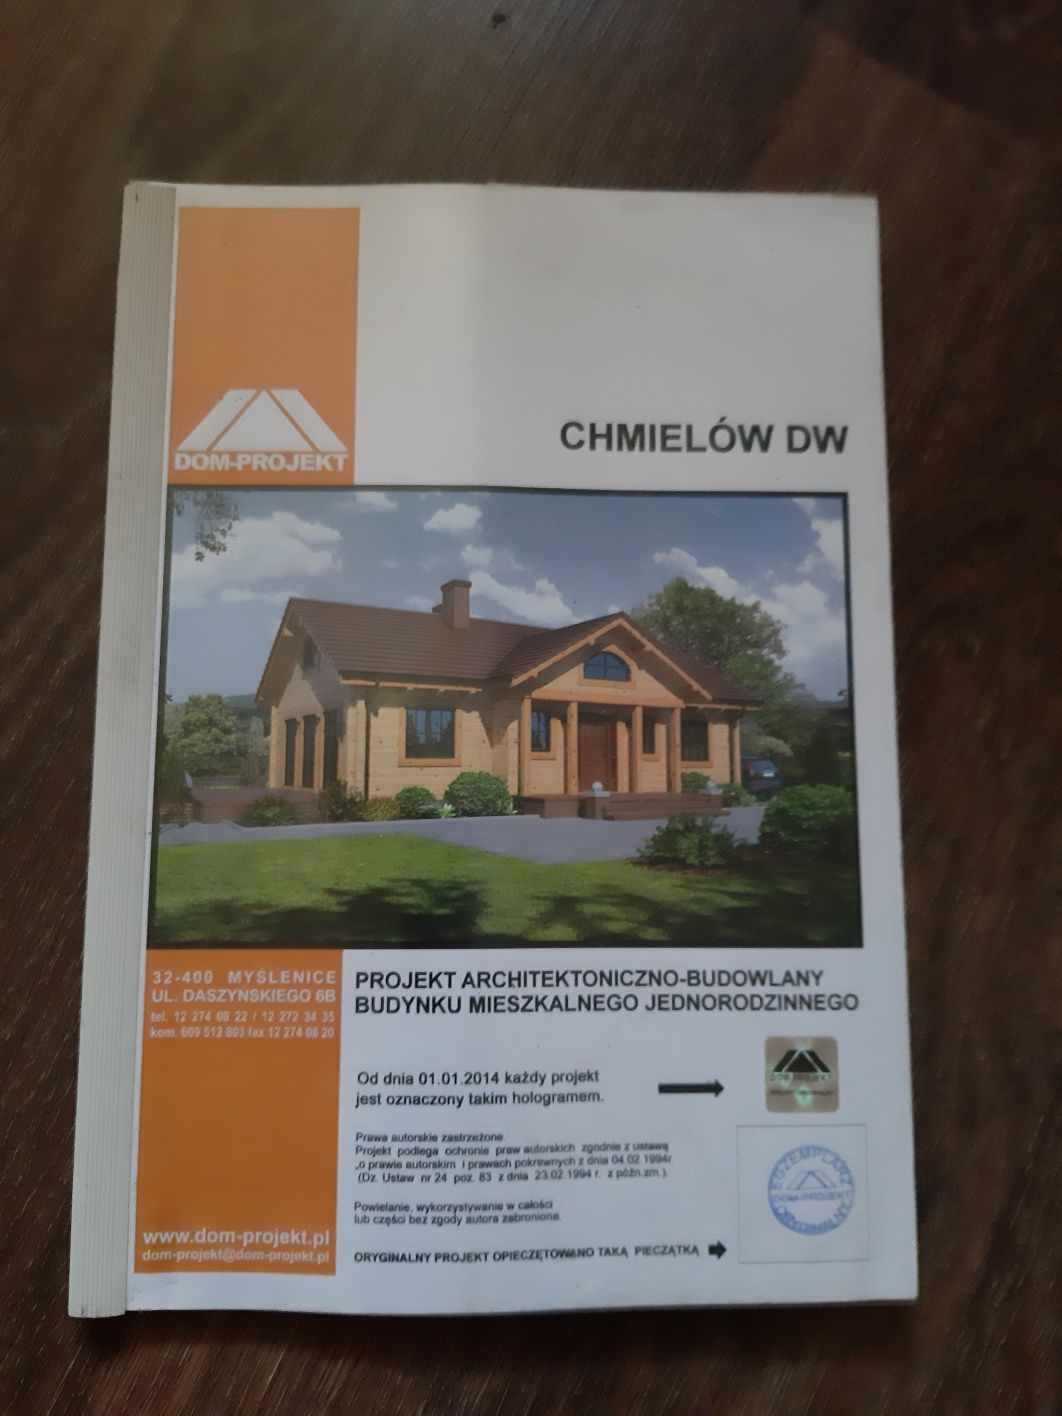 DOM-PROJEKT
CHMIELÓW DW
32-400 MYŚLENICE
UL. DASZYŃSKIEGO 6B
tel. 12 274 08 22 / 12 272 34 35
kom. 609 512 803 fax 12 274 08 20
PROJEKT ARCHITEKTONICZNO-BUDOWLANY
BUDYNKU MIESZKALNEGO JEDNORODZINNEGO
Od dnia 01.01.2014 każdy projekt
jest oznaczony takim hologramem.
DOM-PROJEKT
Prawa autorskie zastrzeżone.
Projekt podlega ochronie praw autorskich zgodnie z ustawą
„o prawie autorskim i prawach pokrewnych z dnia 04.02.1994r
(Dz. Ustaw nr 24 poz. 83 z dnia 23.02.1994 r. z późn.zm.).
Powielanie, wykorzystywanie w całości
lub części bez zgody autora zabronione.
EGZEMPLARZ
DOM-PROJEKT
ORYGINALNY
ORYGINALNY PROJEKT OPIECZĘTOWANO TAKĄ PIECZĄTKĄ
www.dom-projekt.pl
dom-projekt@dom-projekt.pl